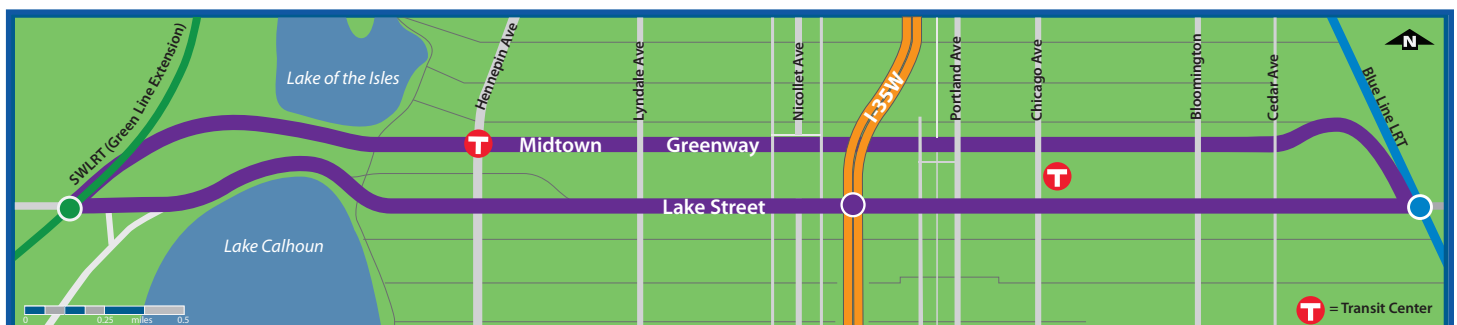 SWLRT (Green Line Extension)
Lake of the Isles
Hennepin Ave
Lyndale Ave
Nicollet Ave
I-35W
Portland Ave
Chicago Ave
Bloomington
Cedar Ave
Blue Line LRT
N
T
Midtown Greenway
T
Lake Street
Lake Calhoun
0 0.25 miles 0.5
T = Transit Center